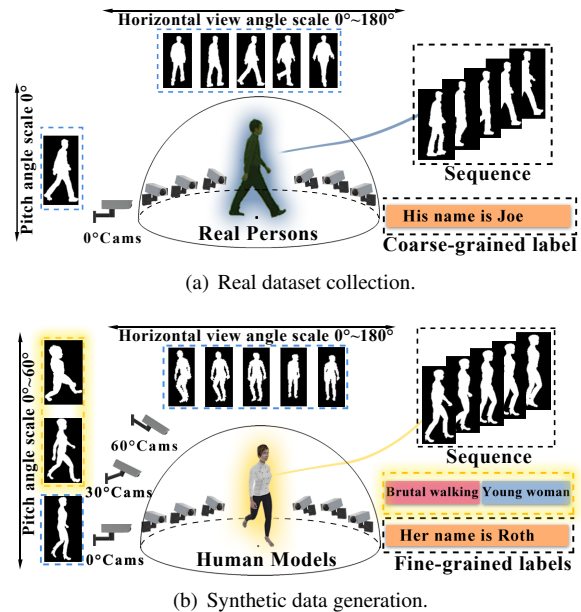 Horizontal view angle scale 0°~180°
Pitch angle scale 0°
0°Cams
Real Persons
Sequence
His name is Joe
Coarse-grained label
(a) Real dataset collection.
Horizontal view angle scale 0°~180°
Pitch angle scale 0°~60°
60°Cams
30°Cams
0°Cams
Human Models
Sequence
Brutal walking Young woman
Her name is Roth
Fine-grained labels
(b) Synthetic data generation.